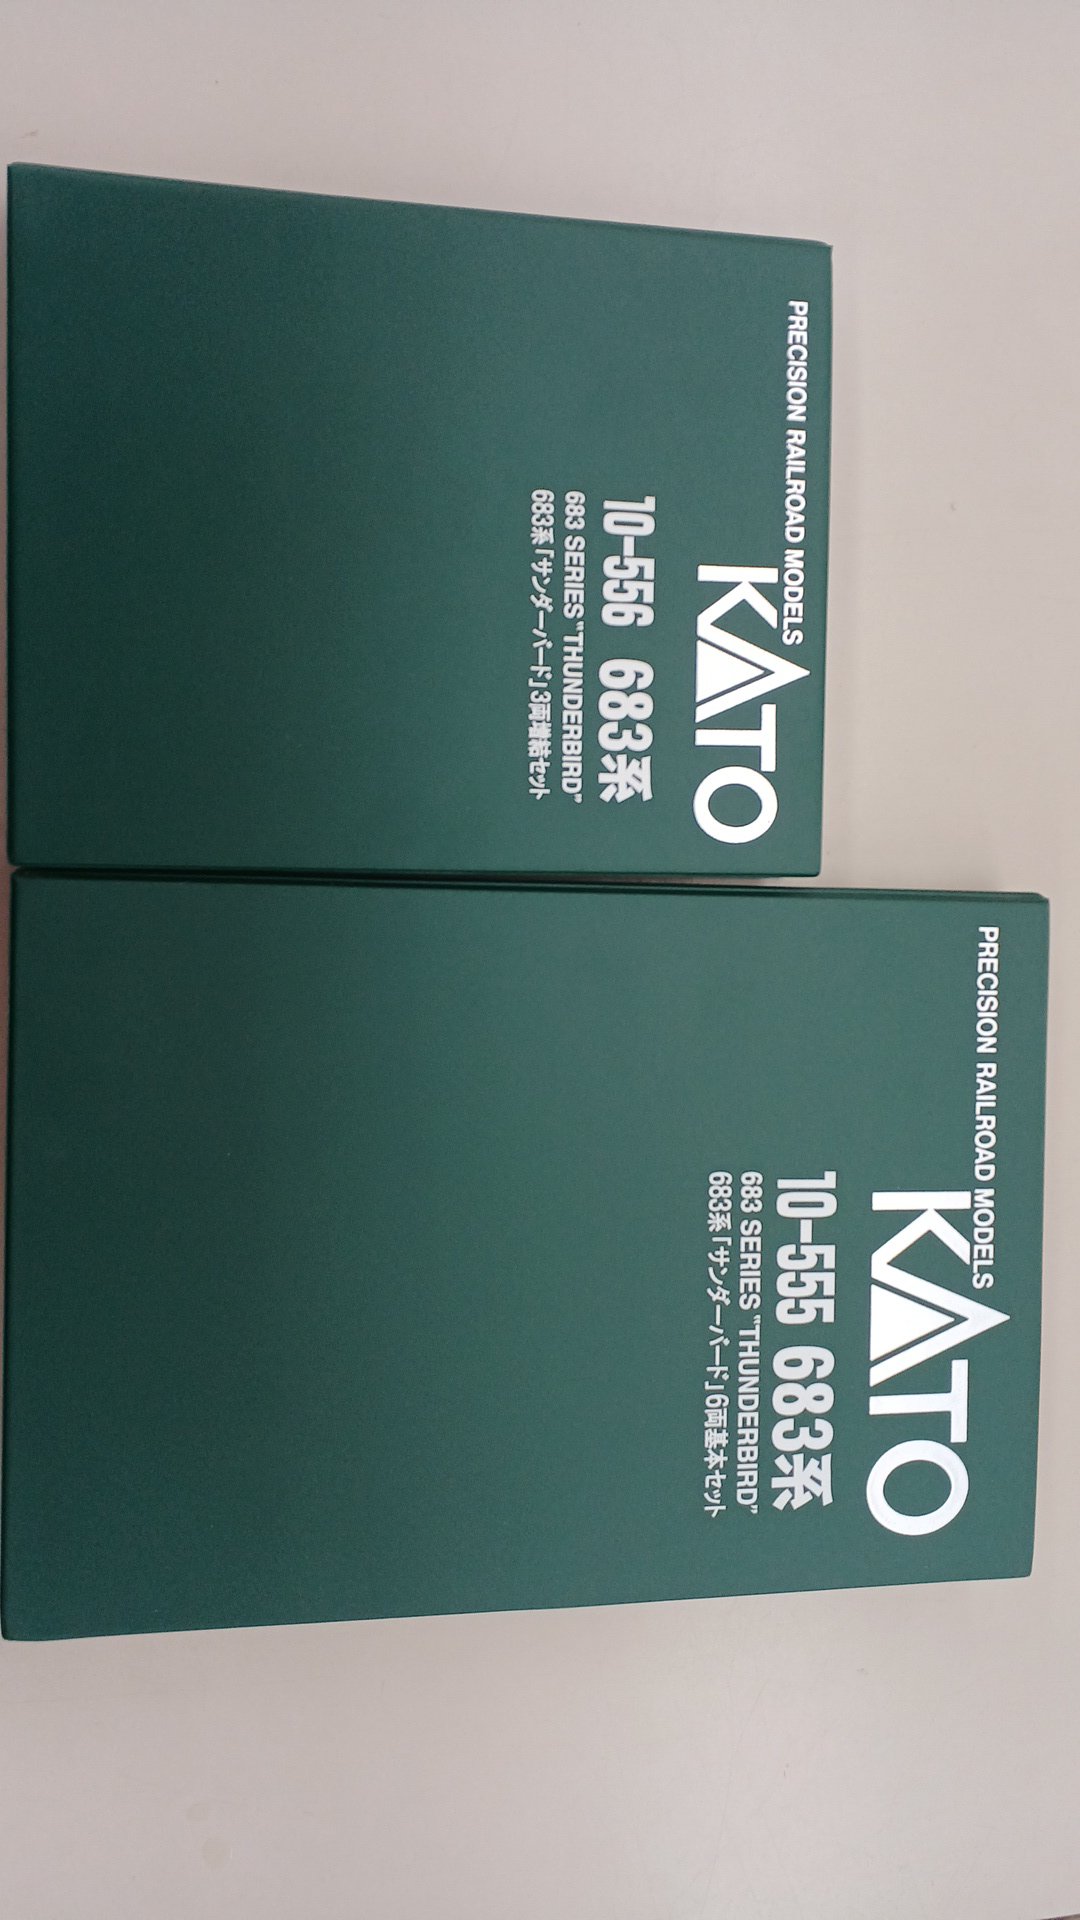 PRECISION RAILROAD MODELS
KATO
10-556 683系
683 SERIES "THUNDERBIRD"
683系「サンダーバード」3両増結セット
PRECISION RAILROAD MODELS
KATO
10-555 683系
683 SERIES "THUNDERBIRD"
683系「サンダーバード」6両基本セット